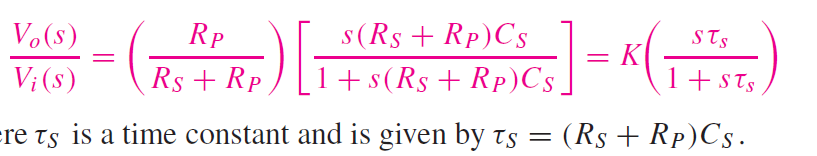 V_o(s)/V_i(s) = (R_P/(R_S + R_P)) [s(R_S + R_P)C_S/(1 + s(R_S + R_P)C_S)] = K(sτ_S/(1 + sτ_S))
ere τ_S is a time constant and is given by τ_S = (R_S + R_P)C_S.